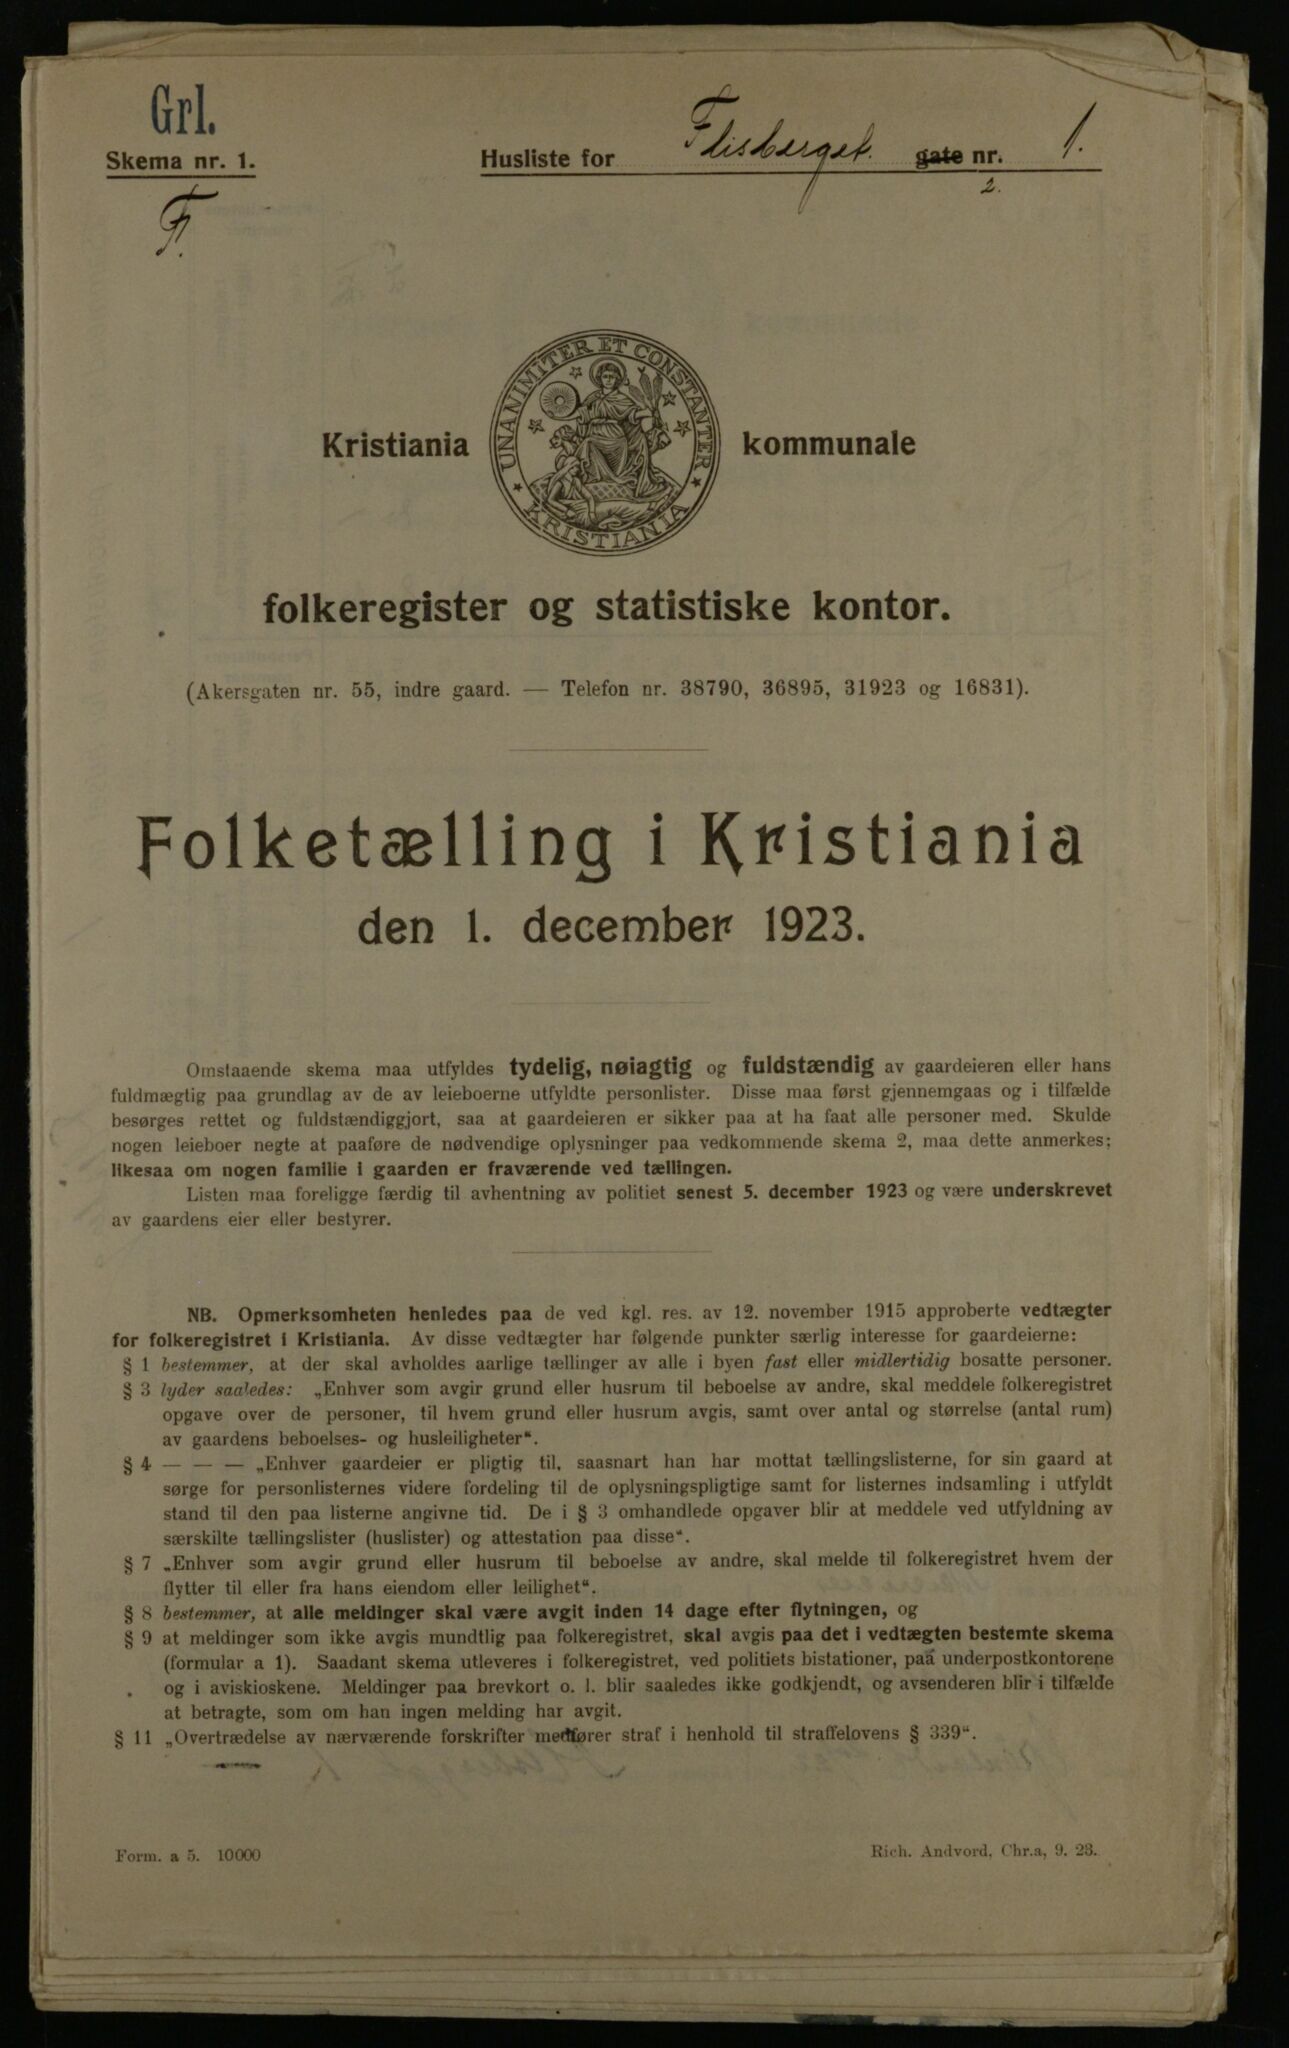 Grl.
Skema nr. 1.
Husliste for Flisberget. gate nr. 1.
2.
F.
UNANIMITER ET CONSTANTER
KRISTIANIA
Kristiania kommunale
folkeregister og statistiske kontor.
(Akersgaten nr. 55, indre gaard. — Telefon nr. 38790, 36895, 31923 og 16831).
Folketælling i Kristiania
den 1. december 1923.
Omstaaende skema maa utfyldes tydelig, nøiagtig og fuldstændig av gaardeieren eller hans
fuldmægtig paa grundlag av de av leieboerne utfyldte personlister. Disse maa først gjennemgaas og i tilfælde
besørges rettet og fuldstændiggjort, saa at gaardeieren er sikker paa at ha faat alle personer med. Skulde
nogen leieboer negte at paaføre de nødvendige oplysninger paa vedkommende skema 2, maa dette anmerkes;
likesaa om nogen familie i gaarden er fraværende ved tællingen.
Listen maa foreligge færdig til avhentning av politiet senest 5. december 1923 og være underskrevet
av gaardens eier eller bestyrer.
NB. Opmerksomheten henledes paa de ved kgl. res. av 12. november 1915 approberte vedtægter
for folkeregistret i Kristiania. Av disse vedtægter har følgende punkter særlig interesse for gaardeierne:
§ 1 bestemmer, at der skal avholdes aarlige tællinger av alle i byen fast eller midlertidig bosatte personer.
§ 3 lyder saaledes: „Enhver som avgir grund eller husrum til beboelse av andre, skal meddele folkeregistret
opgave over de personer, til hvem grund eller husrum avgis, samt over antal og størrelse (antal rum)
av gaardens beboelses- og husleiligheter“.
§ 4 — — — „Enhver gaardeier er pligtig til, saasnart han har mottat tællingslisterne, for sin gaard at
sørge for personlisternes videre fordeling til de oplysningspligtige samt for listernes indsamling i utfyldt
stand til den paa listerne angivne tid. De i § 3 omhandlede opgaver blir at meddele ved utfyldning av
særskilte tællingslister (huslister) og attestation paa disse“.
§ 7 „Enhver som avgir grund eller husrum til beboelse av andre, skal melde til folkeregistret hvem der
flytter til eller fra hans eiendom eller leilighet“.
§ 8 bestemmer, at alle meldinger skal være avgit inden 14 dage efter flytningen, og
§ 9 at meldinger som ikke avgis mundtlig paa folkeregistret, skal avgis paa det i vedtægten bestemte skema
(formular a 1). Saadant skema utleveres i folkeregistret, ved politiets bistationer, paa underpostkontorene
og i aviskioskene. Meldinger paa brevkort o. l. blir saaledes ikke godkjendt, og avsenderen blir i tilfælde
at betragte, som om han ingen melding har avgit.
§ 11 „Overtrædelse av nærværende forskrifter medfører straf i henhold til straffelovens § 339“.
Form. a 5. 10000
Rich. Andvord, Chr.a, 9. 23.